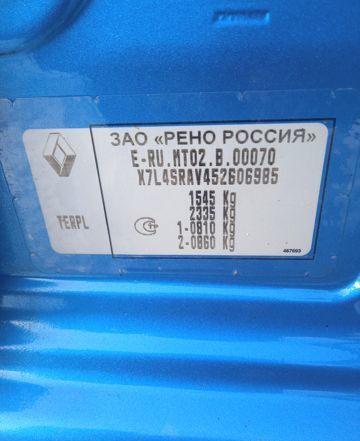 ЗАО «РЕНО РОССИЯ»
E-RU.MT02.B.00070
X7L4SRAV452606985
1545 Kg
2335 Kg
1-0810 Kg
2-0860 Kg
TERPL
467693